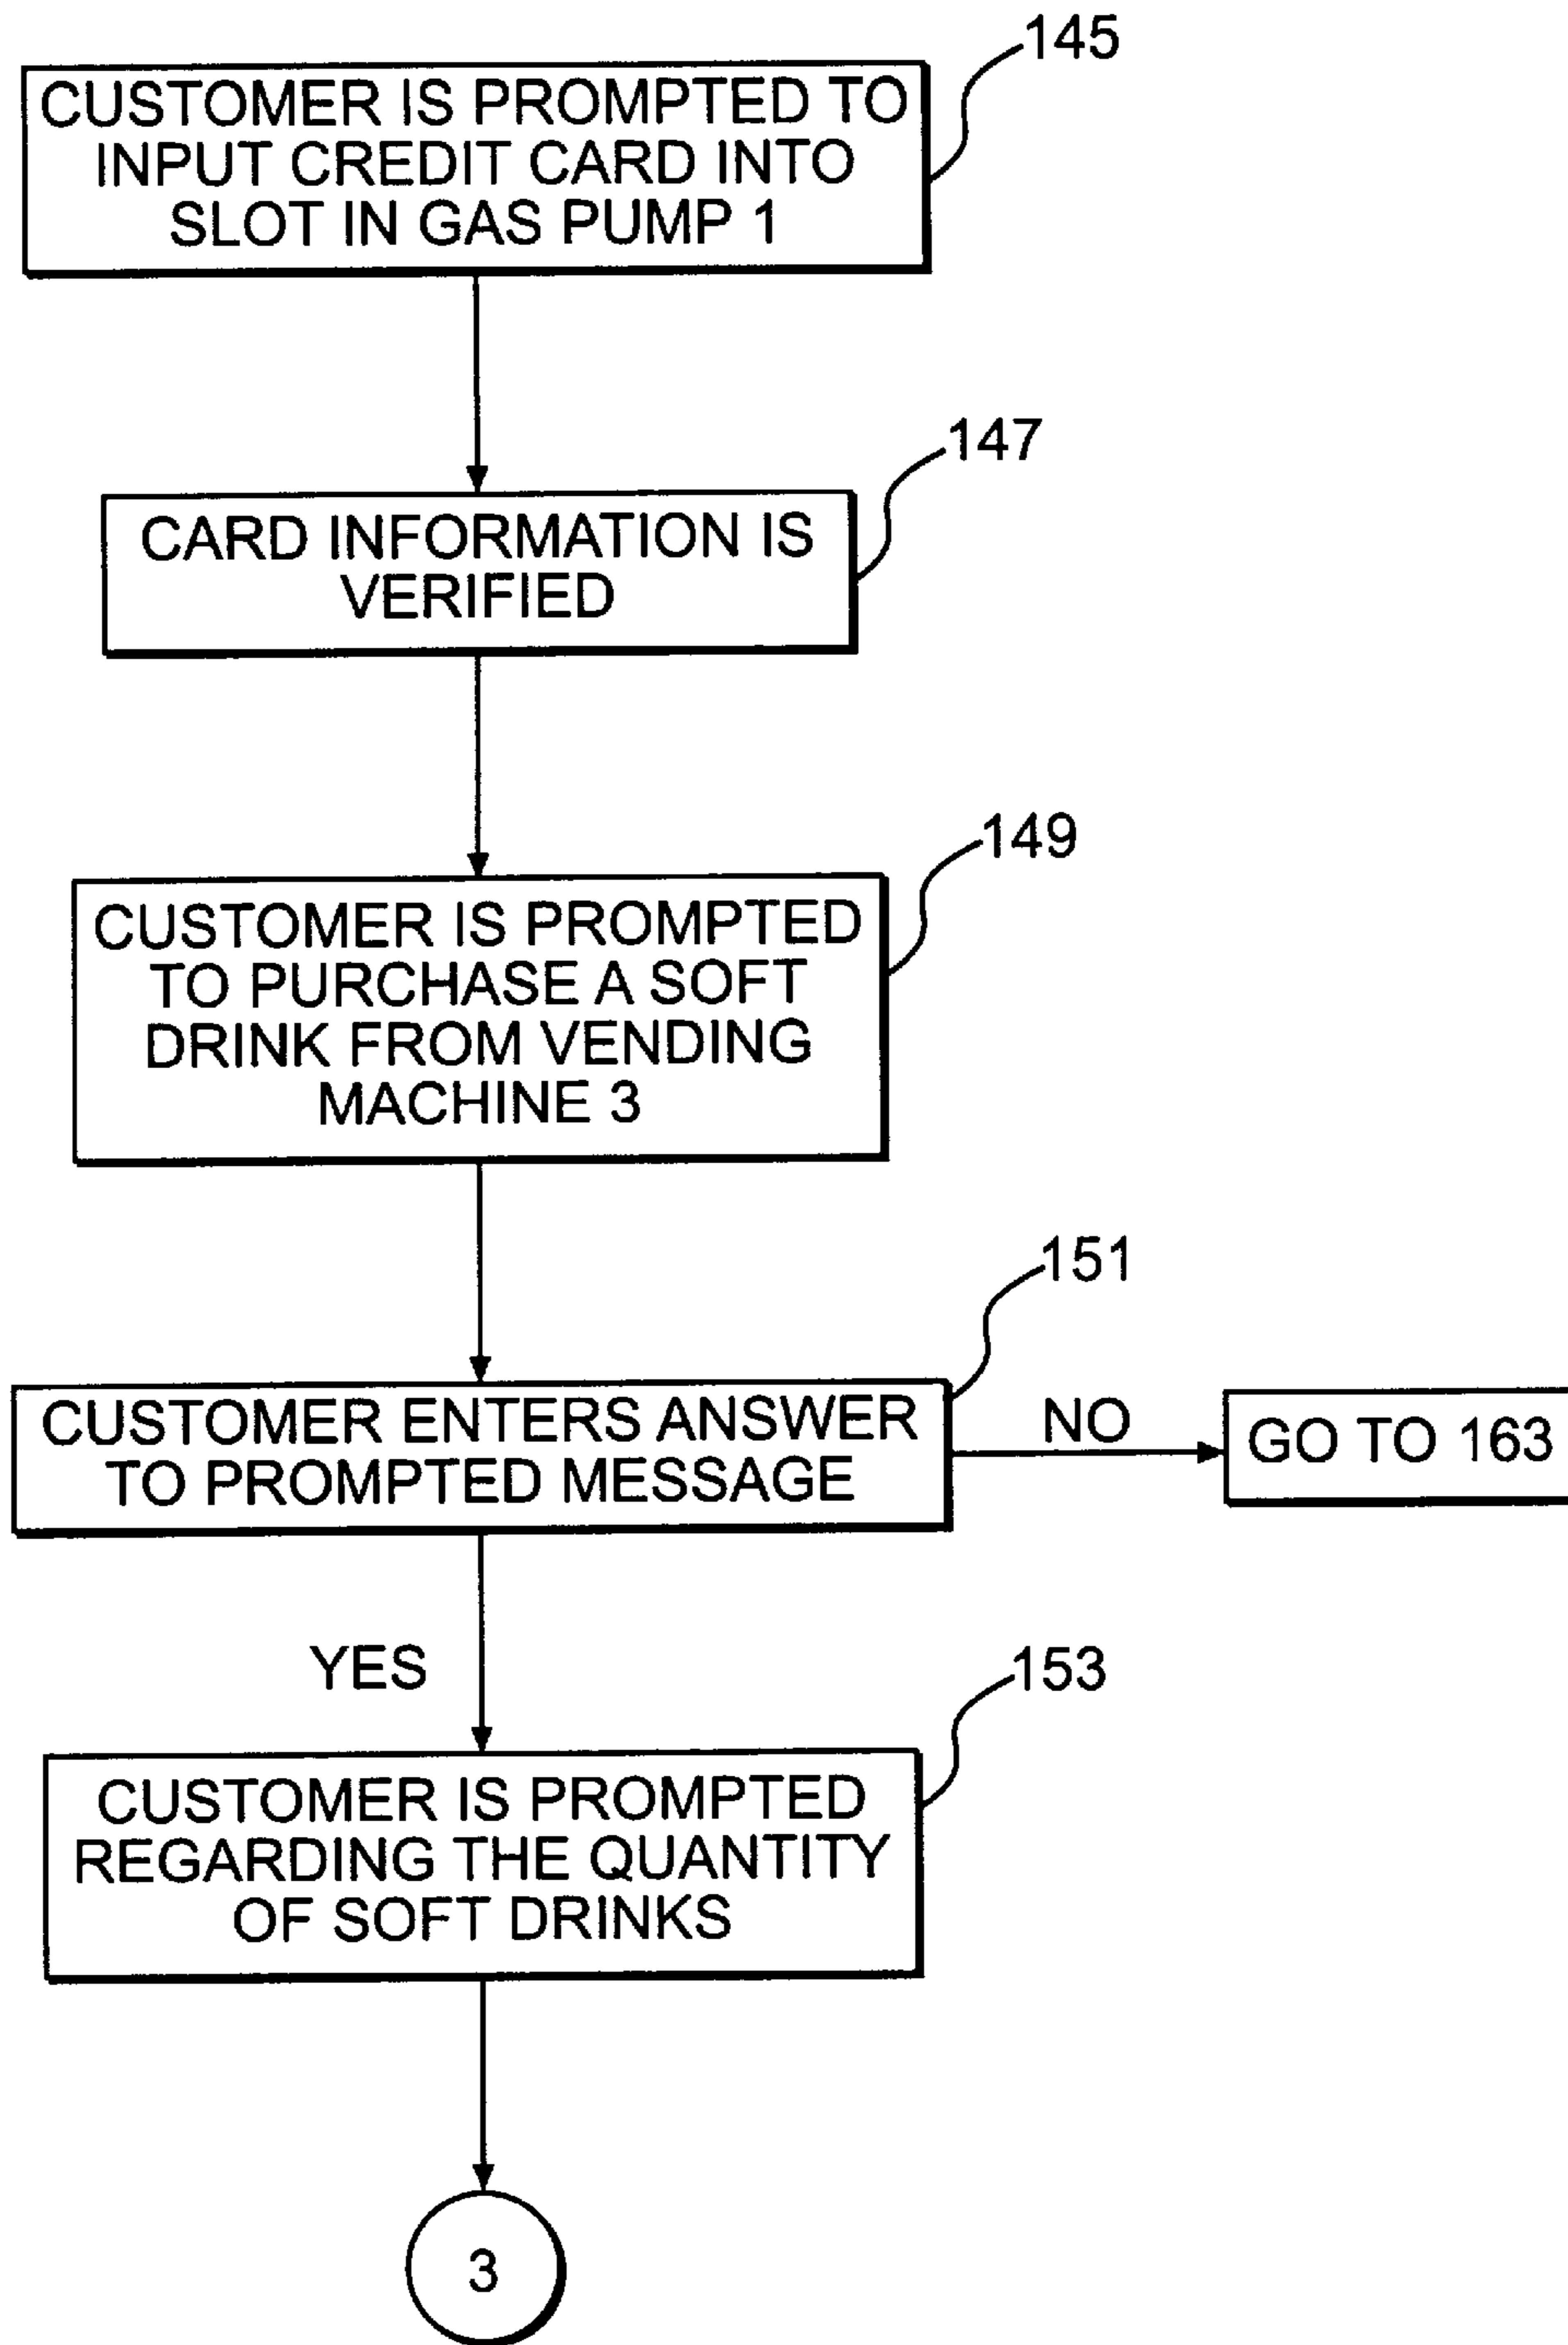 145
CUSTOMER IS PROMPTED TO
INPUT CREDIT CARD INTO
SLOT IN GAS PUMP 1
147
CARD INFORMATION IS
VERIFIED
149
CUSTOMER IS PROMPTED
TO PURCHASE A SOFT
DRINK FROM VENDING
MACHINE 3
151
CUSTOMER ENTERS ANSWER
TO PROMPTED MESSAGE
NO
GO TO 163
YES
153
CUSTOMER IS PROMPTED
REGARDING THE QUANTITY
OF SOFT DRINKS
3